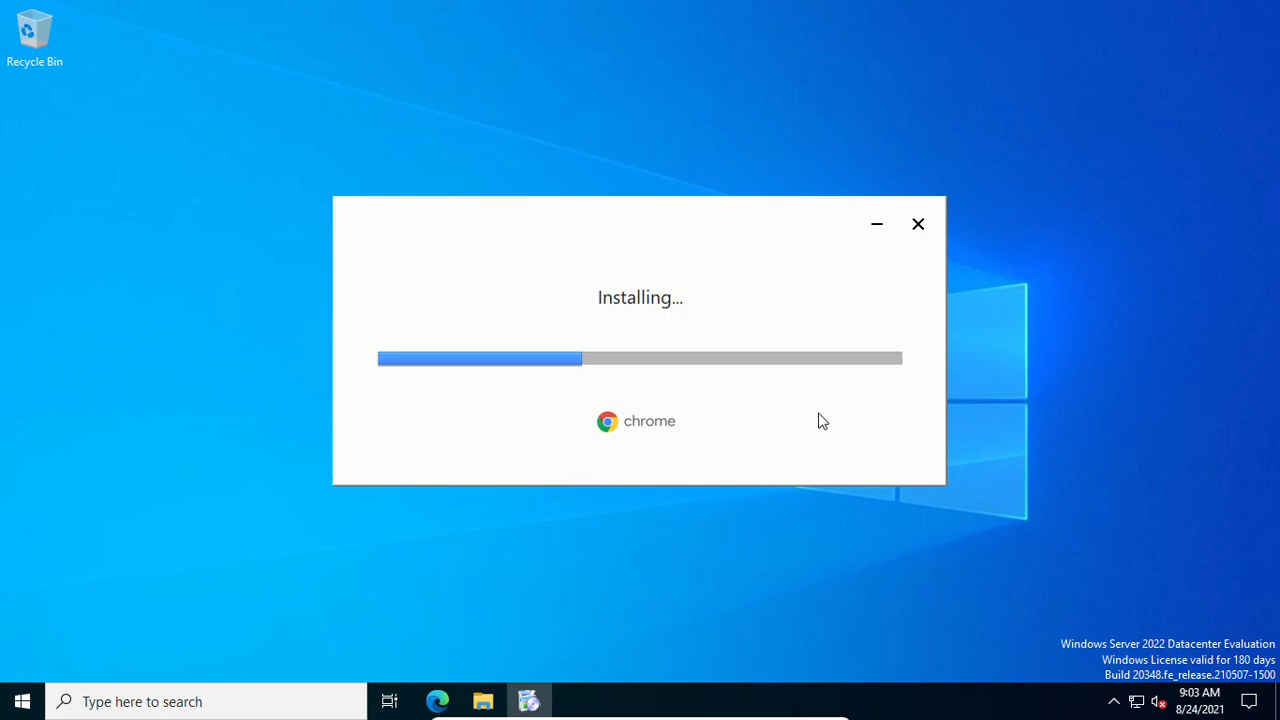 Recycle Bin
Installing...
chrome
Windows Server 2022 Datacenter Evaluation
Windows License valid for 180 days
Build 20348.fe_release.210507-1500
Type here to search
9:03 AM
8/24/2021